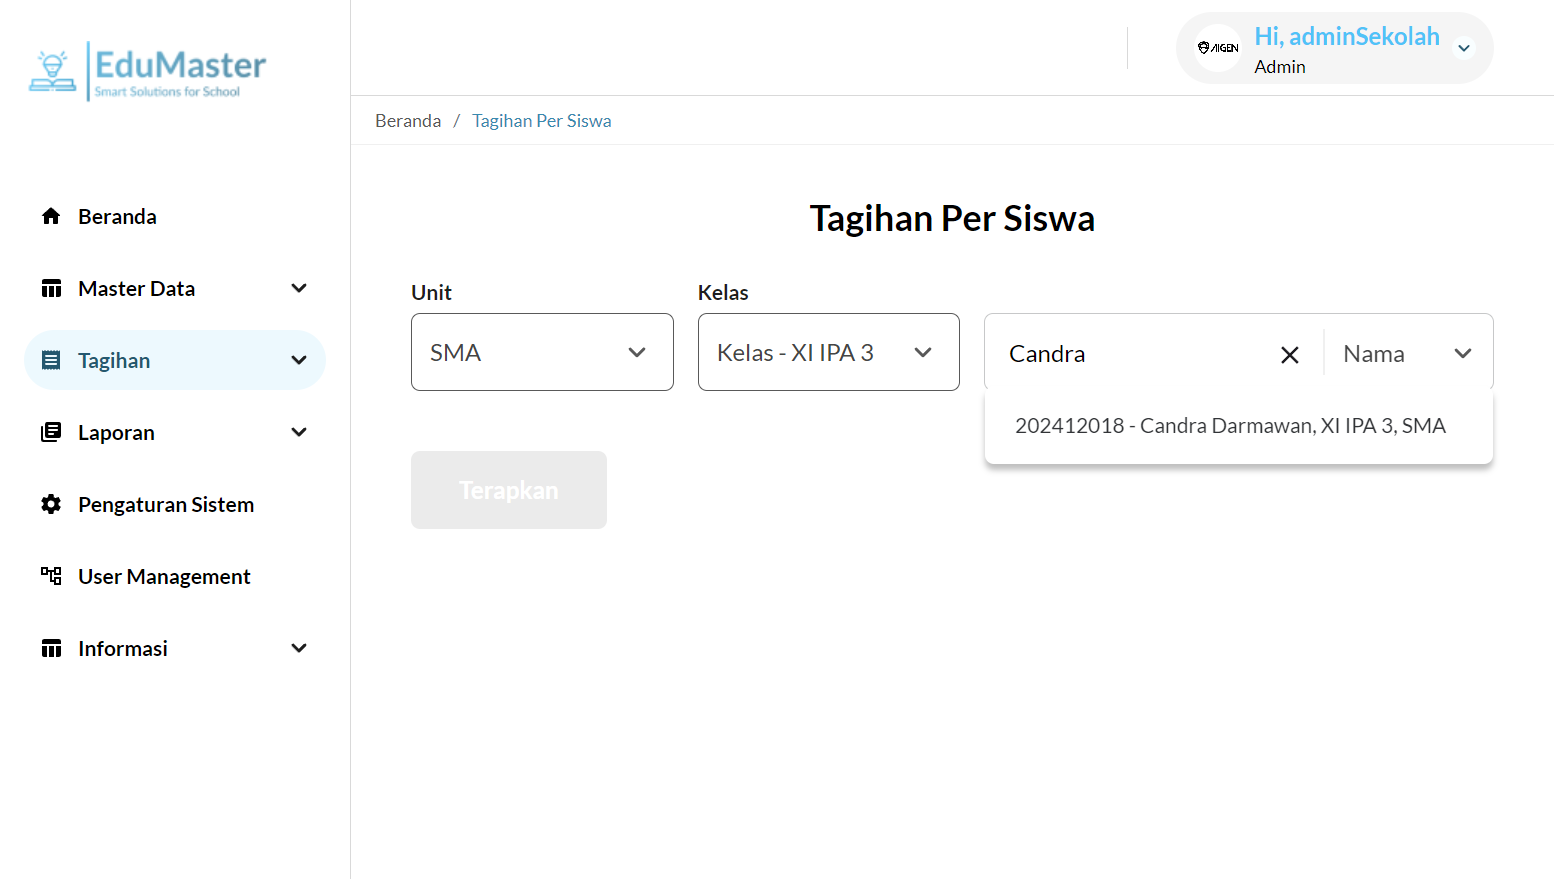 EduMaster
Smart Solutions for School
AIGEN
Hi, adminSekolah
Admin
Beranda / Tagihan Per Siswa
Beranda
Master Data
Tagihan
Laporan
Pengaturan Sistem
User Management
Informasi
Tagihan Per Siswa
Unit
Kelas
SMA
Kelas - XI IPA 3
Candra
Nama
202412018 - Candra Darmawan, XI IPA 3, SMA
Terapkan